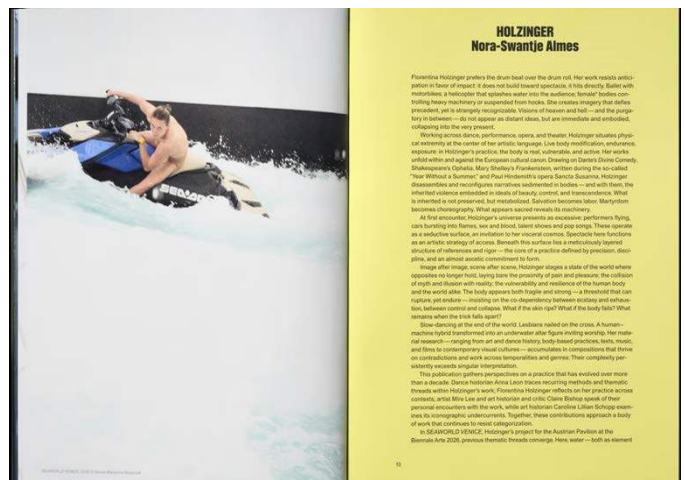 HOLZINGER
Nora-Swantje Almes
Florentina Holzinger prefers the drum beat over the drum roll. Her work resists antici-
pation in favor of impact: it does not build toward spectacle, it hits directly. Ballet with
motorbikes; a helicopter that splashes water into the audience; female* bodies con-
trolling heavy machinery or suspended from hooks. She creates imagery that defies
precedent, yet is strangely recognizable. Visions of heaven and hell — and the purga-
tory in between — do not appear as distant ideas, but are immediate and embodied,
collapsing into the very present.
Working across dance, performance, opera, and theater, Holzinger situates physi-
cal extremity at the center of her artistic language. Live body modification, endurance,
exposure: in Holzinger's practice, the body is real, vulnerable, and active. Her works
unfold within and against the European cultural canon. Drawing on Dante's Divine Comedy,
Shakespeare's Ophelia, Mary Shelley's Frankenstein, written during the so-called
"Year Without a Summer," and Paul Hindemith's opera Sancta Susanna, Holzinger
disassembles and reconfigures narratives sedimented in bodies — and with them, the
inherited violence embedded in ideals of beauty, control, and transcendence. What
is inherited is not preserved, but metabolized. Salvation becomes labor. Martyrdom
becomes choreography. What appears sacred reveals its machinery.
At first encounter, Holzinger's universe presents as excessive: performers flying,
cars bursting into flames, sex and blood, talent shows and pop songs. These operate
as a seductive surface, an invitation to her visceral cosmos. Spectacle here functions
as an artistic strategy of access. Beneath this surface lies a meticulously layered
structure of references and rigor — the core of a practice defined by precision, disci-
pline, and an almost ascetic commitment to form.
Image after image, scene after scene, Holzinger stages a state of the world where
opposites no longer hold, laying bare the proximity of pain and pleasure; the collision
of myth and illusion with reality; the vulnerability and resilience of the human body
and the world alike. The body appears both fragile and strong — a threshold that can
rupture, yet endure — insisting on the co-dependency between ecstasy and exhaus-
tion, between control and collapse. What if the skin rips? What if the body fails? What
remains when the trick falls apart?
Slow-dancing at the end of the world. Lesbians nailed on the cross. A human–
machine hybrid transformed into an underwater altar figure inviting worship. Her mate-
rial research — ranging from art and dance history, body-based practices, texts, music,
and films to contemporary visual cultures — accumulates in compositions that thrive
on contradictions and work across temporalities and genres. Their complexity per-
sistently exceeds singular interpretation.
This publication gathers perspectives on a practice that has evolved over more
than a decade. Dance historian Anna Leon traces recurring methods and thematic
threads within Holzinger's work; Florentina Holzinger reflects on her practice across
contexts; artist Mire Lee and art historian and critic Claire Bishop speak of their
personal encounters with the work, while art historian Caroline Lillian Schopp exam-
ines its iconographic undercurrents. Together, these contributions approach a body
of work that continues to resist categorization.
In SEAWORLD VENICE, Holzinger's project for the Austrian Pavilion at the
Biennale Arte 2026, previous thematic threads converge. Here, water — both as element
SEADOO
SEAWORLD VENICE